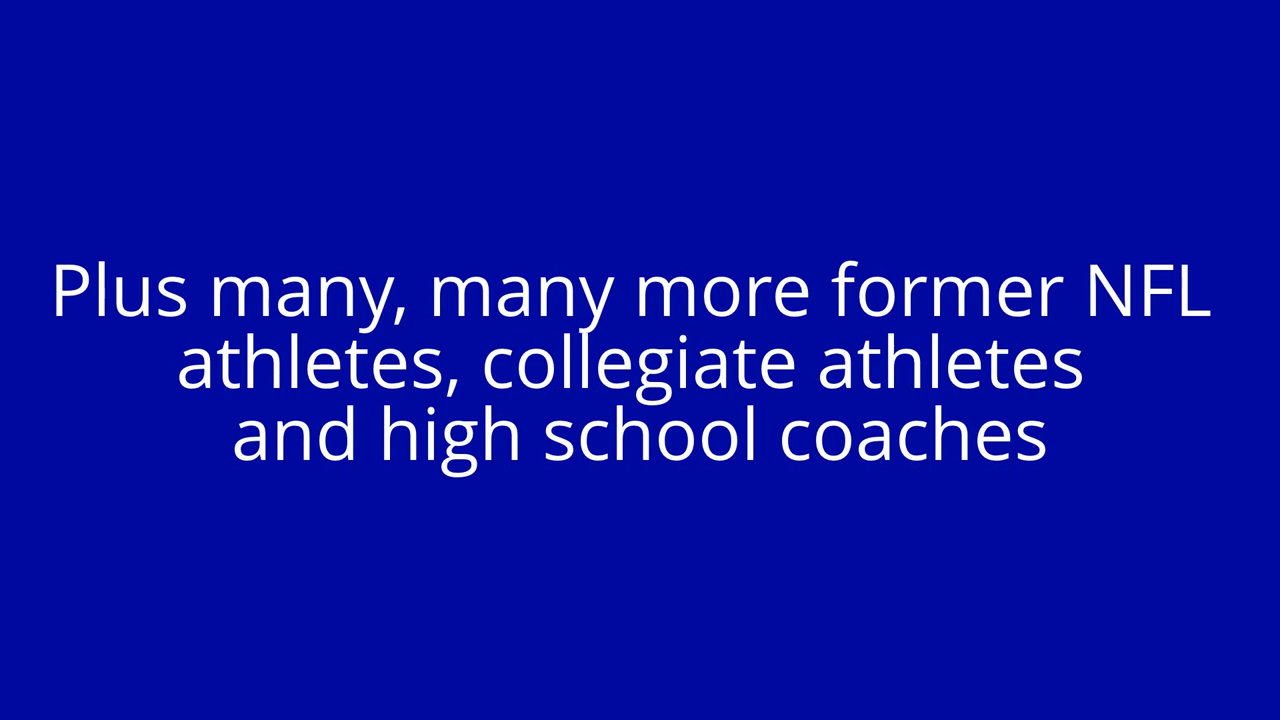 Plus many, many more former NFL
athletes, collegiate athletes
and high school coaches